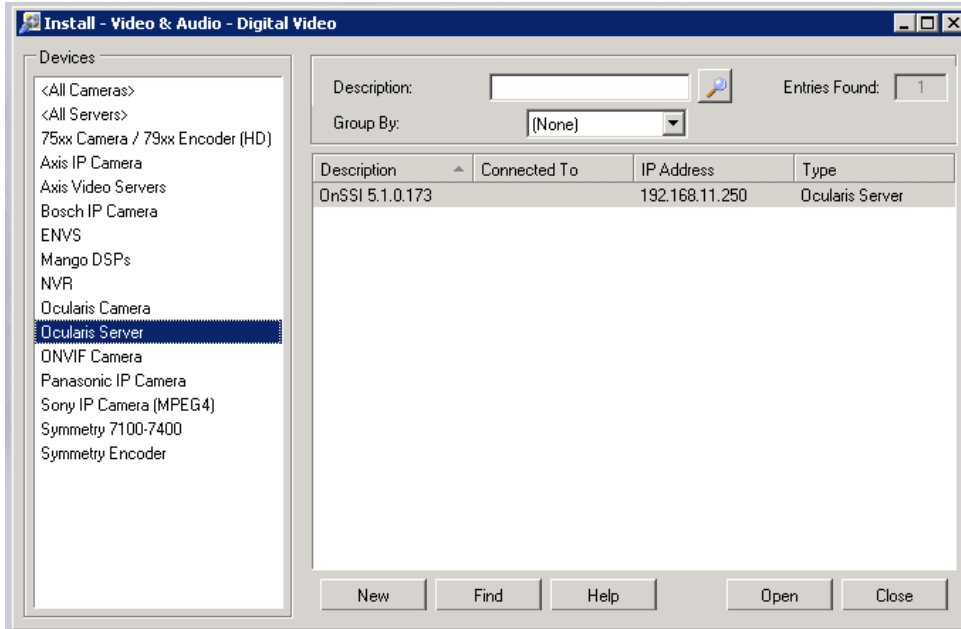 Install - Video & Audio - Digital Video
Devices
<All Cameras>
<All Servers>
75xx Camera / 79xx Encoder (HD)
Axis IP Camera
Axis Video Servers
Bosch IP Camera
ENVS
Mango DSPs
NVR
Ocularis Camera
Ocularis Server
ONVIF Camera
Panasonic IP Camera
Sony IP Camera (MPEG4)
Symmetry 7100-7400
Symmetry Encoder
Description: Entries Found: 1
Group By: (None)
Description Connected To IP Address Type
OnSSI 5.1.0.173 192.168.11.250 Ocularis Server
New Find Help Open Close